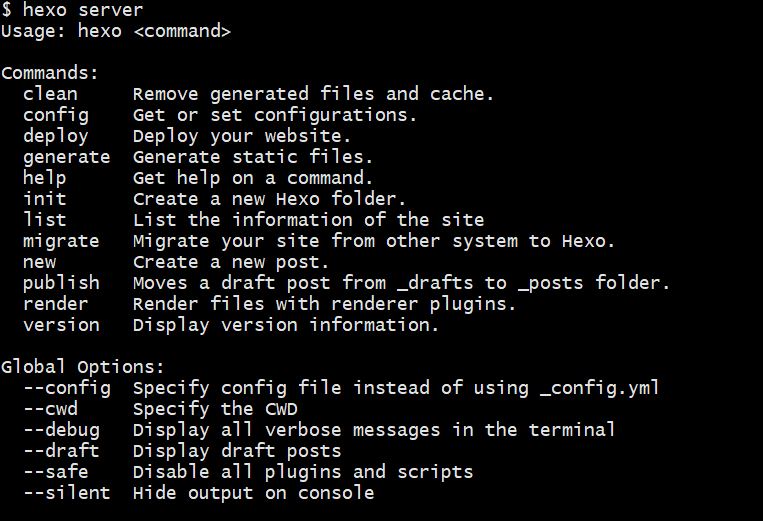 $ hexo server
Usage: hexo <command>

Commands:
  clean     Remove generated files and cache.
  config    Get or set configurations.
  deploy    Deploy your website.
  generate  Generate static files.
  help      Get help on a command.
  init      Create a new Hexo folder.
  list      List the information of the site
  migrate   Migrate your site from other system to Hexo.
  new       Create a new post.
  publish   Moves a draft post from _drafts to _posts folder.
  render    Render files with renderer plugins.
  version   Display version information.

Global Options:
  --config  Specify config file instead of using _config.yml
  --cwd     Specify the CWD
  --debug   Display all verbose messages in the terminal
  --draft   Display draft posts
  --safe    Disable all plugins and scripts
  --silent  Hide output on console